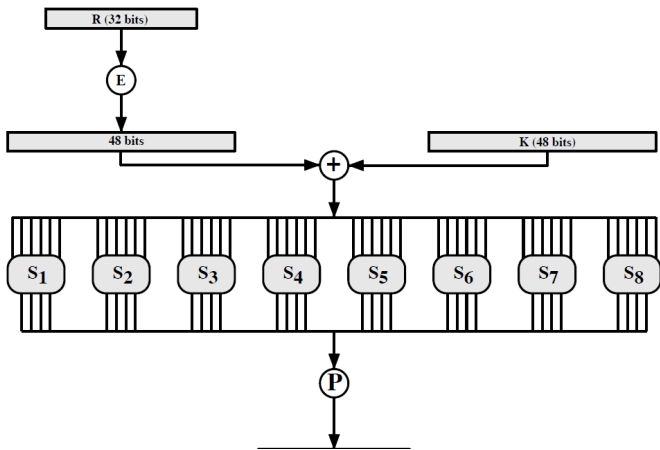 R (32 bits)
E
48 bits
K (48 bits)
+
S1 S2 S3 S4 S5 S6 S7 S8
P